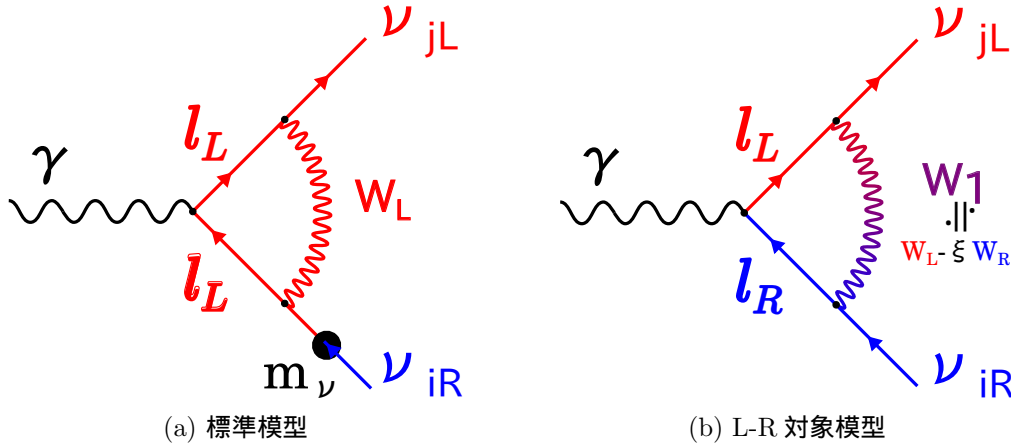 ν jL
l_L
γ
W_L
l_L
m_ν
ν iR
(a) 標準模型
ν jL
l_L
γ
W_1
≒
W_L - ξ W_R
l_R
ν iR
(b) L-R 対象模型